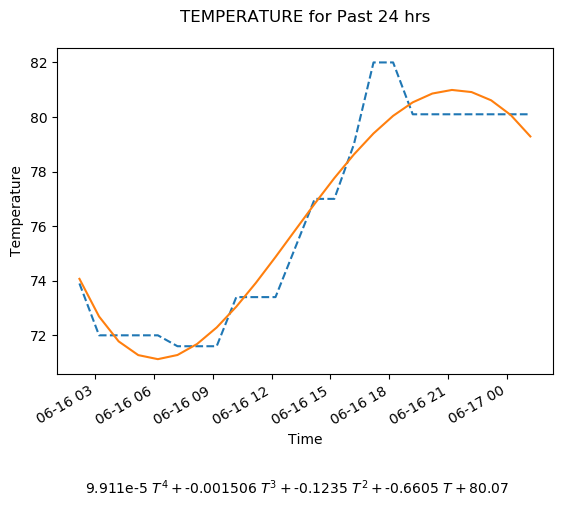 TEMPERATURE for Past 24 hrs
82
80
78
76
74
72
Temperature
06-16 03 06-16 06 06-16 09 06-16 12 06-16 15 06-16 18 06-16 21 06-17 00
Time
9.911e-5 T^4 + -0.001506 T^3 + -0.1235 T^2 + -0.6605 T + 80.07